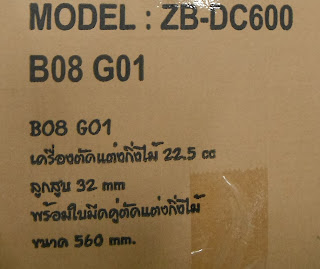 MODEL : ZB-DC600
B08 G01
B08 G01
เครื่องตัดแต่งกิ่งไม้ 22.5 cc
ลูกสูบ 32 mm
พร้อมใบมีดคู่ตัดแต่งกิ่งไม้
ขนาด 560 mm.